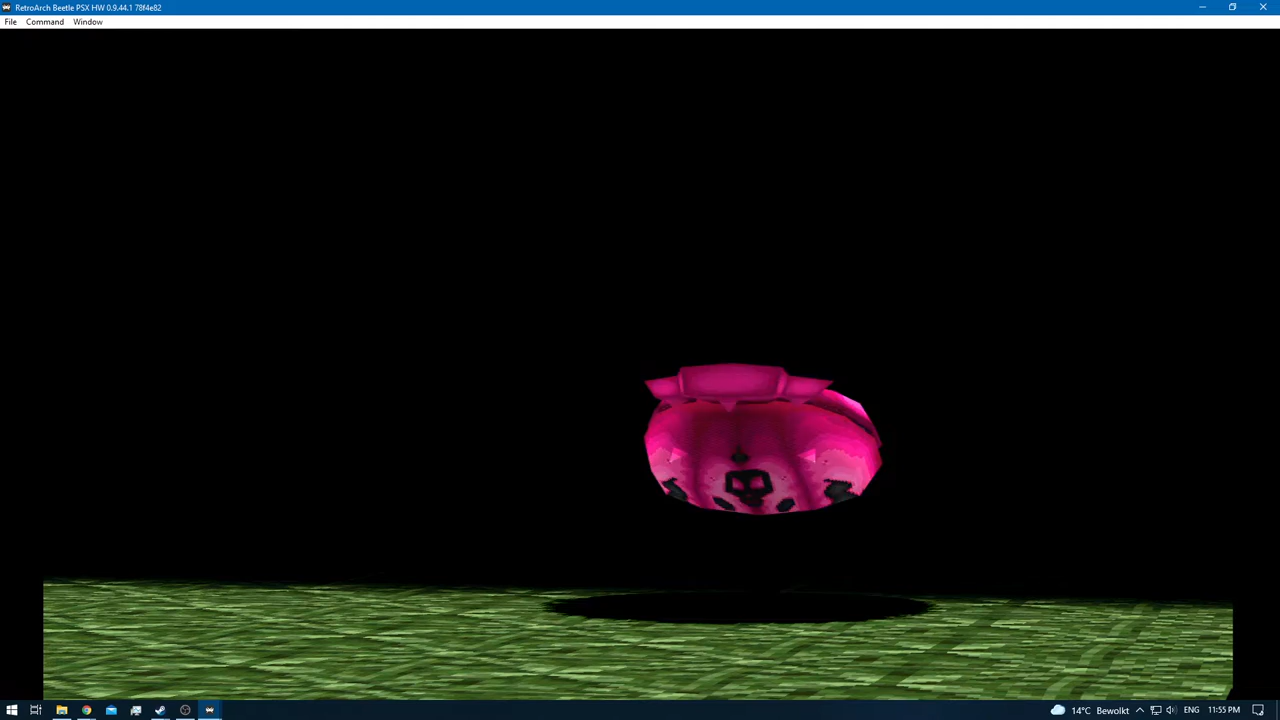 RetroArch Beetle PSX HW 0.9.44.1 78f4e82
File Command Window
14°C Bewolkt ENG 11:55 PM